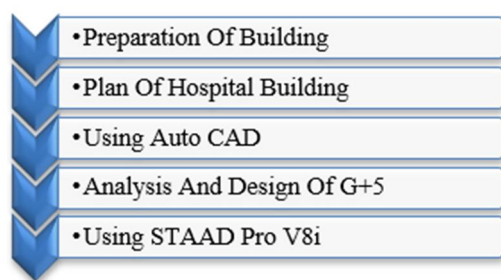 •Preparation Of Building
•Plan Of Hospital Building
•Using Auto CAD
•Analysis And Design Of G+5
•Using STAAD Pro V8i